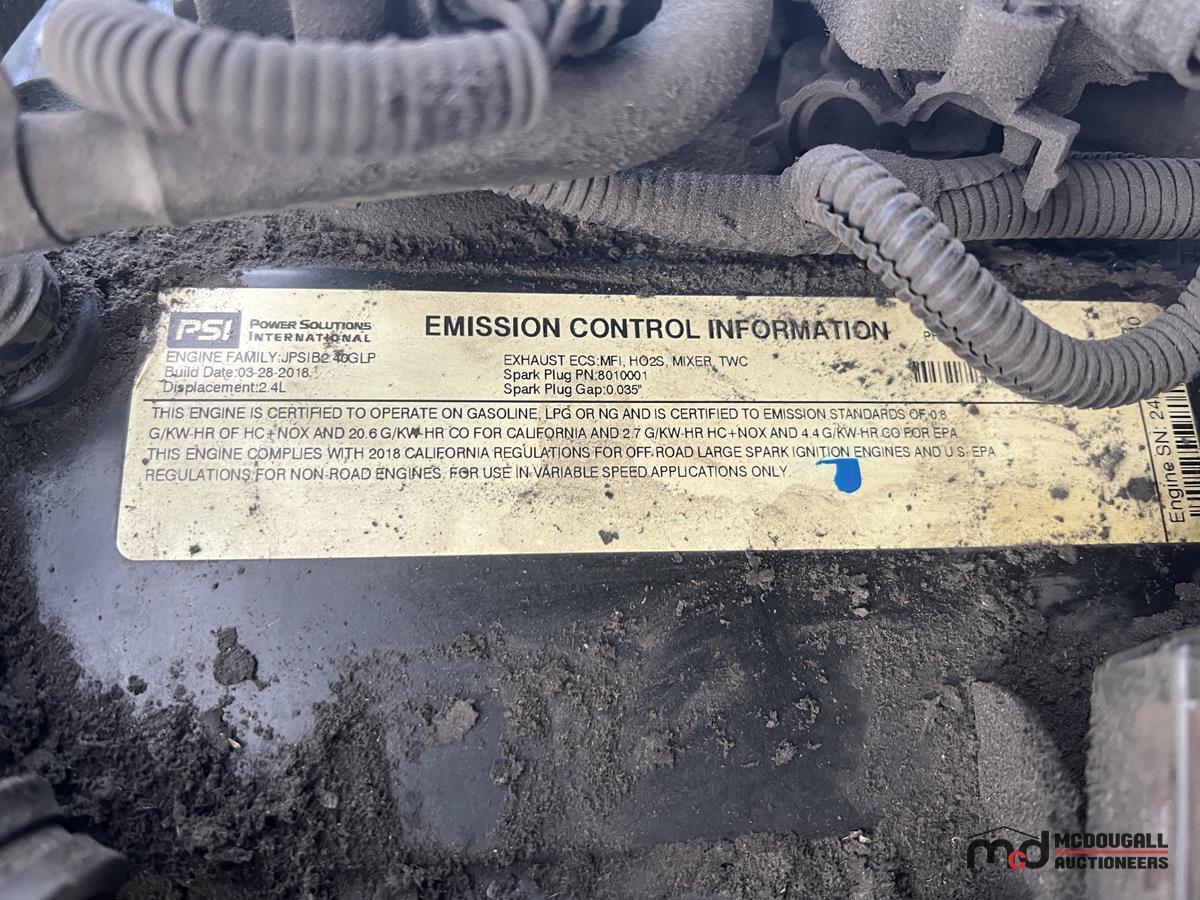 PSI POWER SOLUTIONS
INTERNATIONAL
EMISSION CONTROL INFORMATION
ENGINE FAMILY:JPSIB2.40GLP
Build Date:03-28-2018
Displacement:2.4L
EXHAUST ECS:MFI, HO2S, MIXER, TWC
Spark Plug PN:8010001
Spark Plug Gap:0.035"
THIS ENGINE IS CERTIFIED TO OPERATE ON GASOLINE, LPG OR NG AND IS CERTIFIED TO EMISSION STANDARDS OF 0.8
G/KW-HR OF HC+NOX AND 20.6 G/KW-HR CO FOR CALIFORNIA AND 2.7 G/KW-HR HC+NOX AND 4.4 G/KW-HR CO FOR EPA
THIS ENGINE COMPLIES WITH 2018 CALIFORNIA REGULATIONS FOR OFF-ROAD LARGE SPARK IGNITION ENGINES AND U.S. EPA
REGULATIONS FOR NON-ROAD ENGINES. FOR USE IN VARIABLE SPEED APPLICATIONS ONLY.
Engine SN: 24
mcd MCDOUGALL
AUCTIONEERS